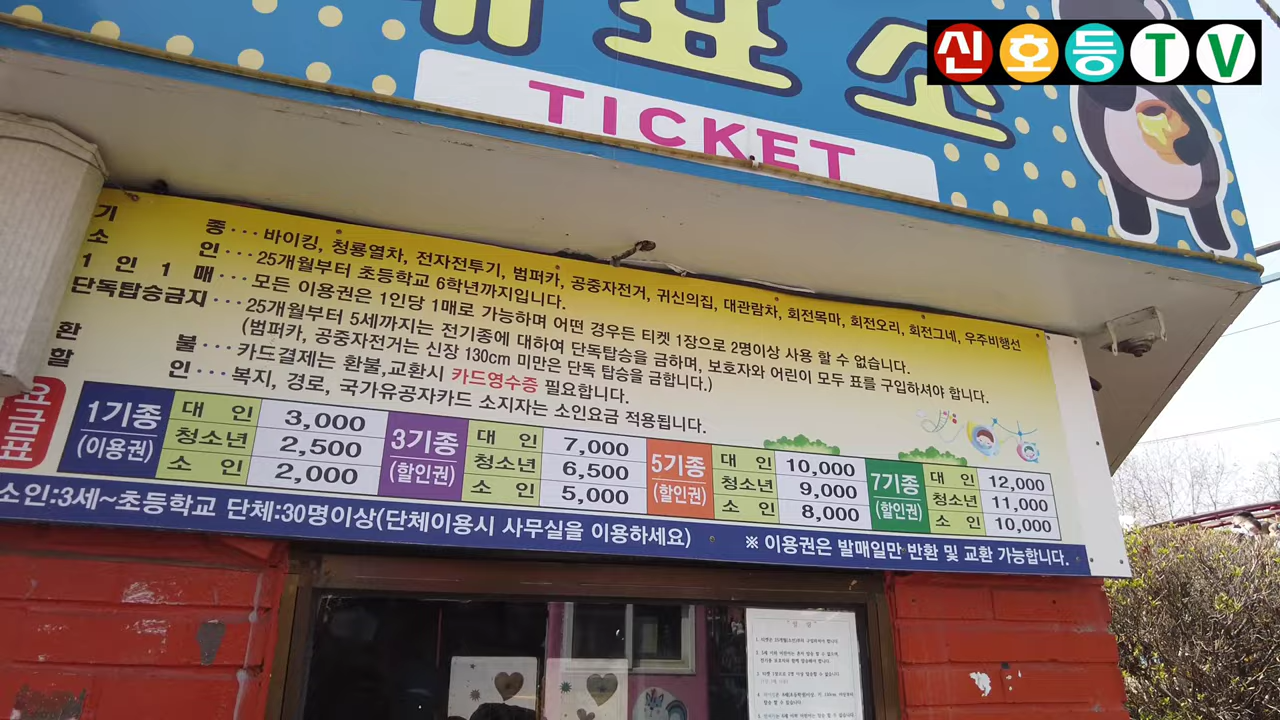 신호등TV
매표소
TICKET
기 종···바이킹, 청룡열차, 전자전투기, 범퍼카, 공중자전거, 귀신의집, 대관람차, 회전목마, 회전오리, 회전그네, 우주비행선
소 인···25개월부터 초등학교 6학년까지입니다.
1 인 1 매···모든 이용권은 1인당 1매로 가능하며 어떤 경우든 티켓 1장으로 2명이상 사용 할 수 없습니다.
단독탑승금지···25개월부터 5세까지는 전기종에 대하여 단독탑승을 금하며, 보호자와 어린이 모두 표를 구입하셔야 합니다.
(범퍼카, 공중자전거는 신장 130cm 미만은 단독 탑승을 금합니다.)
환 불···카드결제는 환불,교환시 카드영수증 필요합니다.
할 인···복지, 경로, 국가유공자카드 소지자는 소인요금 적용됩니다.
요금표
1기종 (이용권)
대 인 3,000
청소년 2,500
소 인 2,000
3기종 (할인권)
대 인 7,000
청소년 6,500
소 인 5,000
5기종 (할인권)
대 인 10,000
청소년 9,000
소 인 8,000
7기종 (할인권)
대 인 12,000
청소년 11,000
소 인 10,000
소인:3세~초등학교 단체:30명이상(단체이용시 사무실을 이용하세요) ※ 이용권은 발매일만 반환 및 교환 가능합니다.